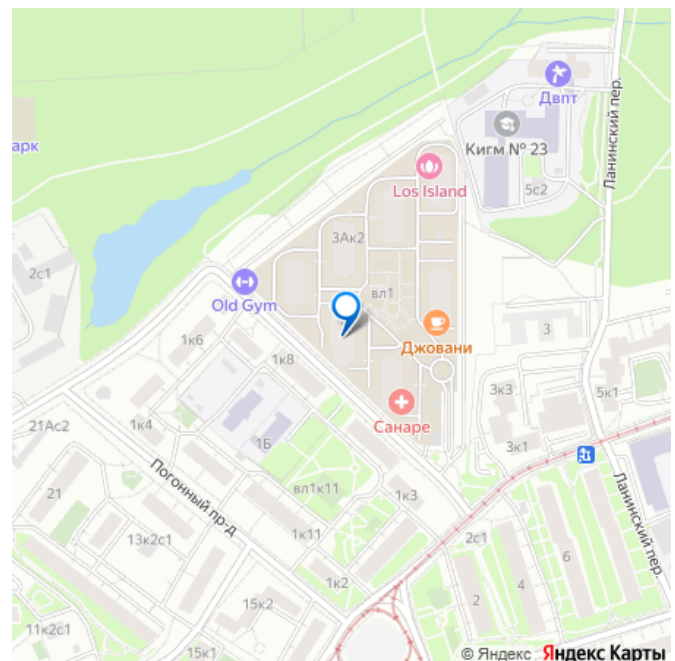 Ланинский пер.
Двпт
Кигм № 23
арк
Los Island
5с2
3Ак2
2с1
вл1
Old Gym
Джовани
3
1к6
1к8
3к3
5к1
Санаре
21Ас2
1к4
1Б
3к1
Погонный пр-д
21
вл1к11
1к3
Ланинский пер.
13к2с1
1к11
2с1
6
1к2
4
2
15к2
11к2с1
15к1
© Яндекс Яндекс Карты